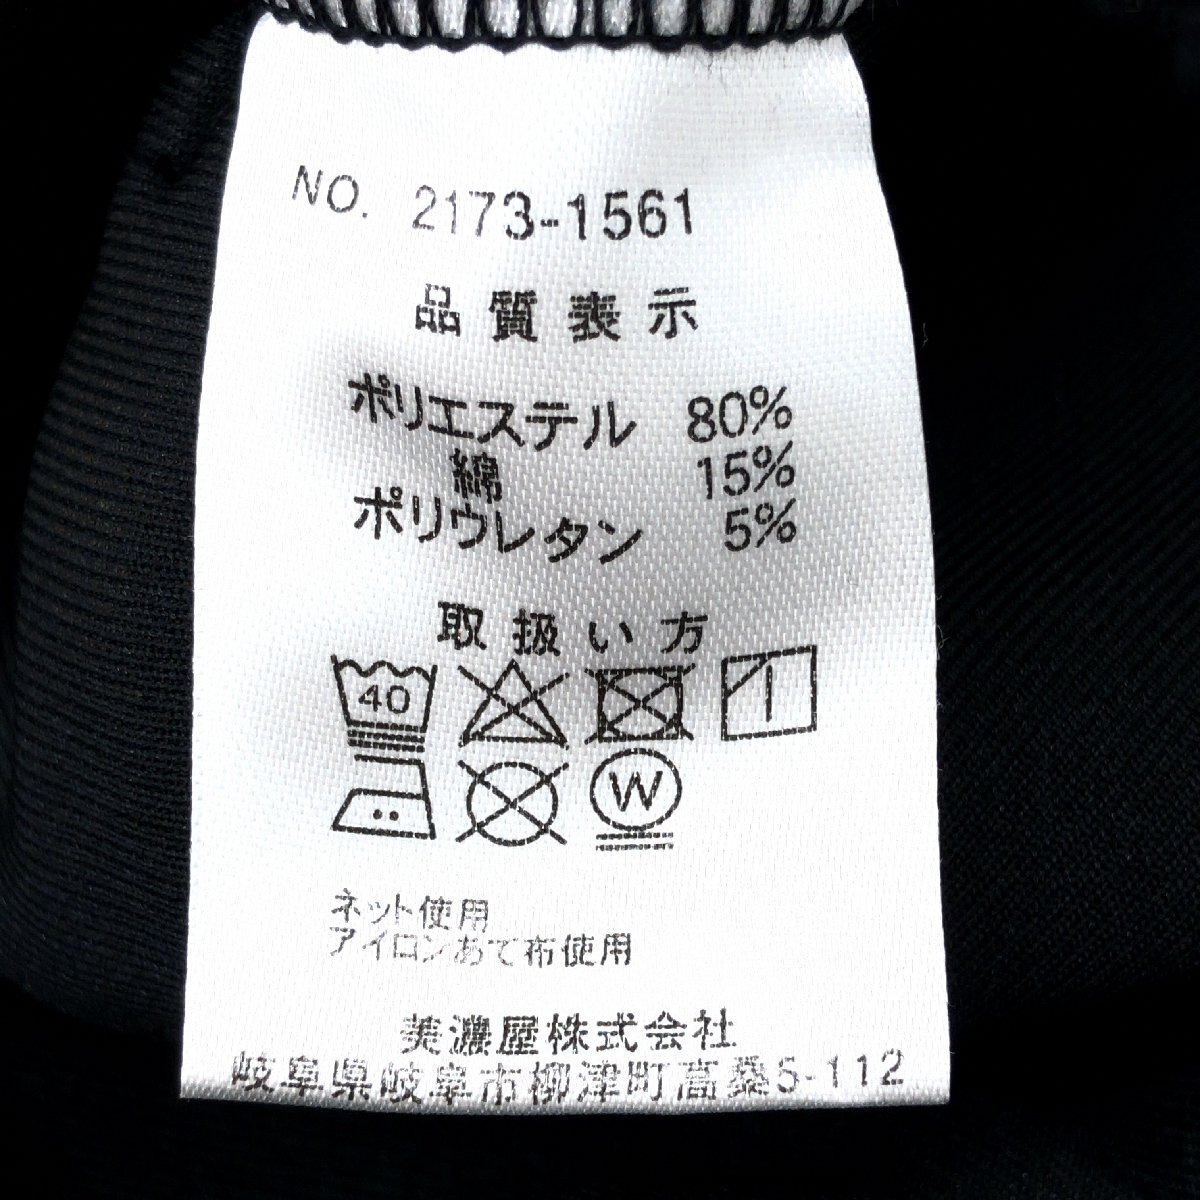 NO. 2173-1561
品質表示
ポリエステル 80%
綿 15%
ポリウレタン 5%
取扱い方
40
W
ネット使用
アイロンあて布使用
美濃屋株式会社
岐阜県岐阜市柳津町高桑5-112